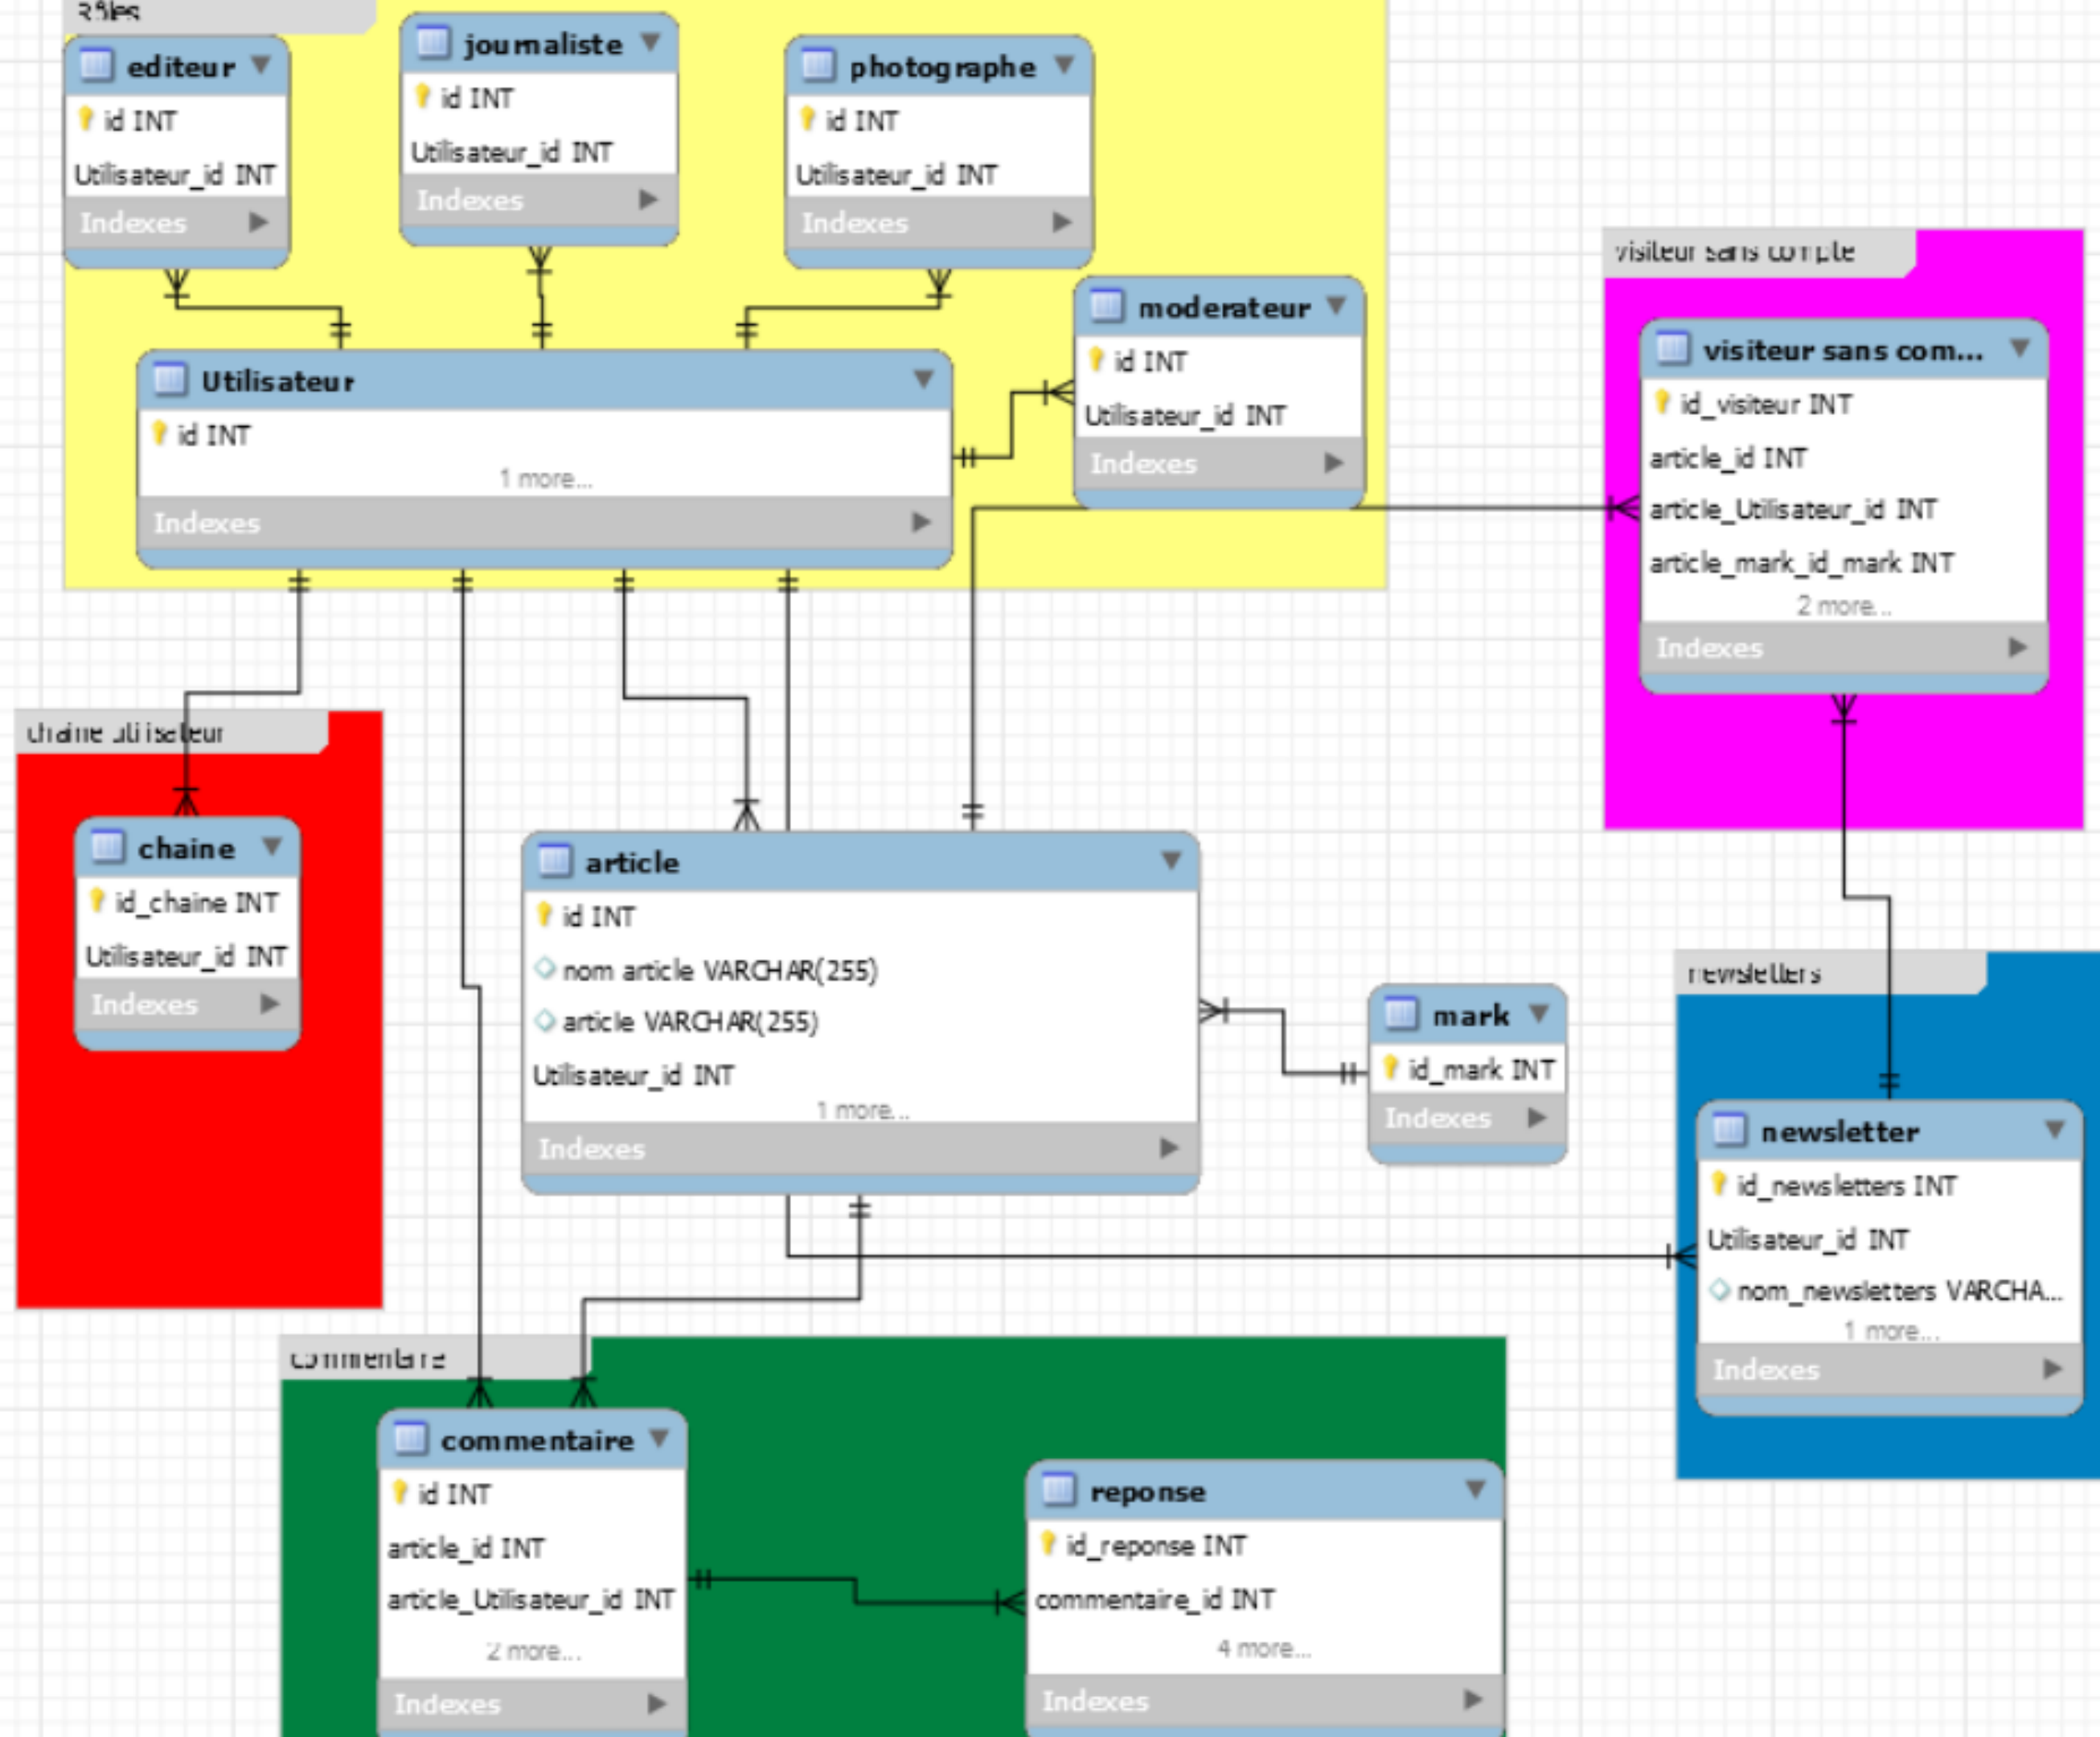 Rôles
editeur
id INT
Utilisateur_id INT
Indexes
journaliste
id INT
Utilisateur_id INT
Indexes
photographe
id INT
Utilisateur_id INT
Indexes
moderateur
id INT
Utilisateur_id INT
Indexes
Utilisateur
id INT
1 more...
Indexes
visiteur sans compte
visiteur sans com...
id_visiteur INT
article_id INT
article_Utilisateur_id INT
article_mark_id_mark INT
2 more...
Indexes
chaine utilisateur
chaine
id_chaine INT
Utilisateur_id INT
Indexes
article
id INT
nom article VARCHAR(255)
article VARCHAR(255)
Utilisateur_id INT
1 more...
Indexes
mark
id_mark INT
Indexes
newsletters
newsletter
id_newsletters INT
Utilisateur_id INT
nom_newsletters VARCHA...
1 more...
Indexes
commentaire
commentaire
id INT
article_id INT
article_Utilisateur_id INT
2 more...
Indexes
reponse
id_reponse INT
commentaire_id INT
4 more...
Indexes